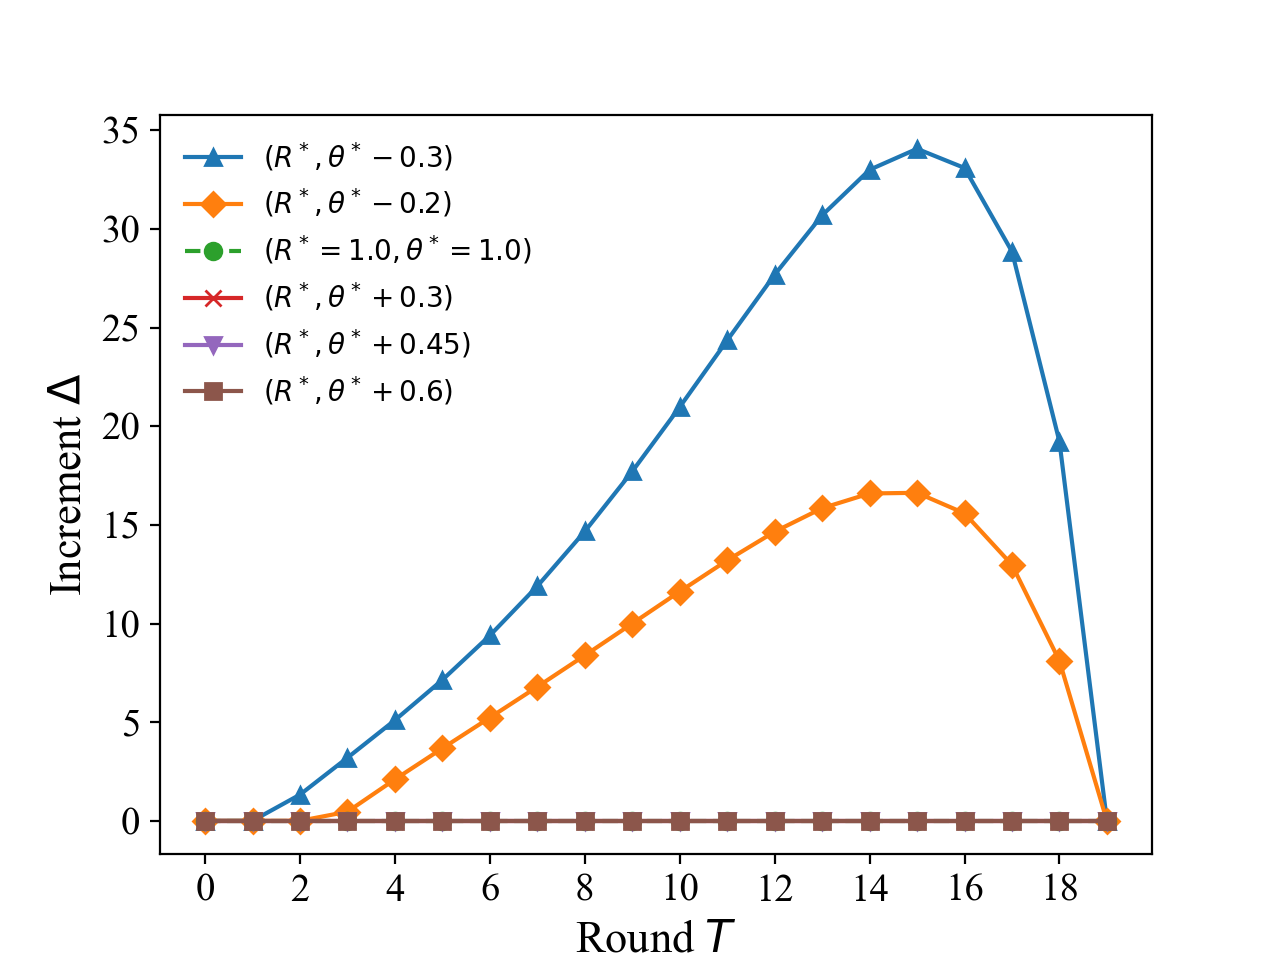 35
30
25
20
15
10
5
0
Increment Δ
(R*, θ* − 0.3)
(R*, θ* − 0.2)
(R* = 1.0, θ* = 1.0)
(R*, θ* + 0.3)
(R*, θ* + 0.45)
(R*, θ* + 0.6)
0 2 4 6 8 10 12 14 16 18
Round T